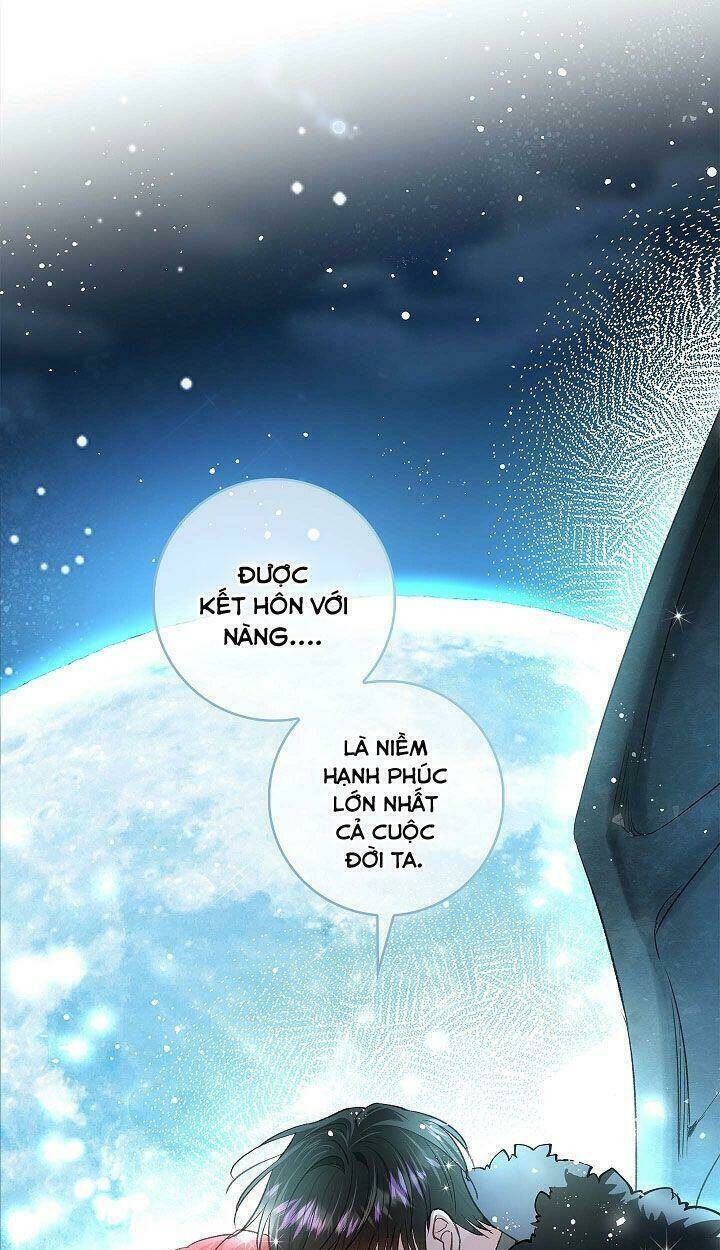 ĐƯỢC
KẾT HÔN VỚI
NÀNG....
LÀ NIỀM
HẠNH PHÚC
LỚN NHẤT
CẢ CUỘC
ĐỜI TA.